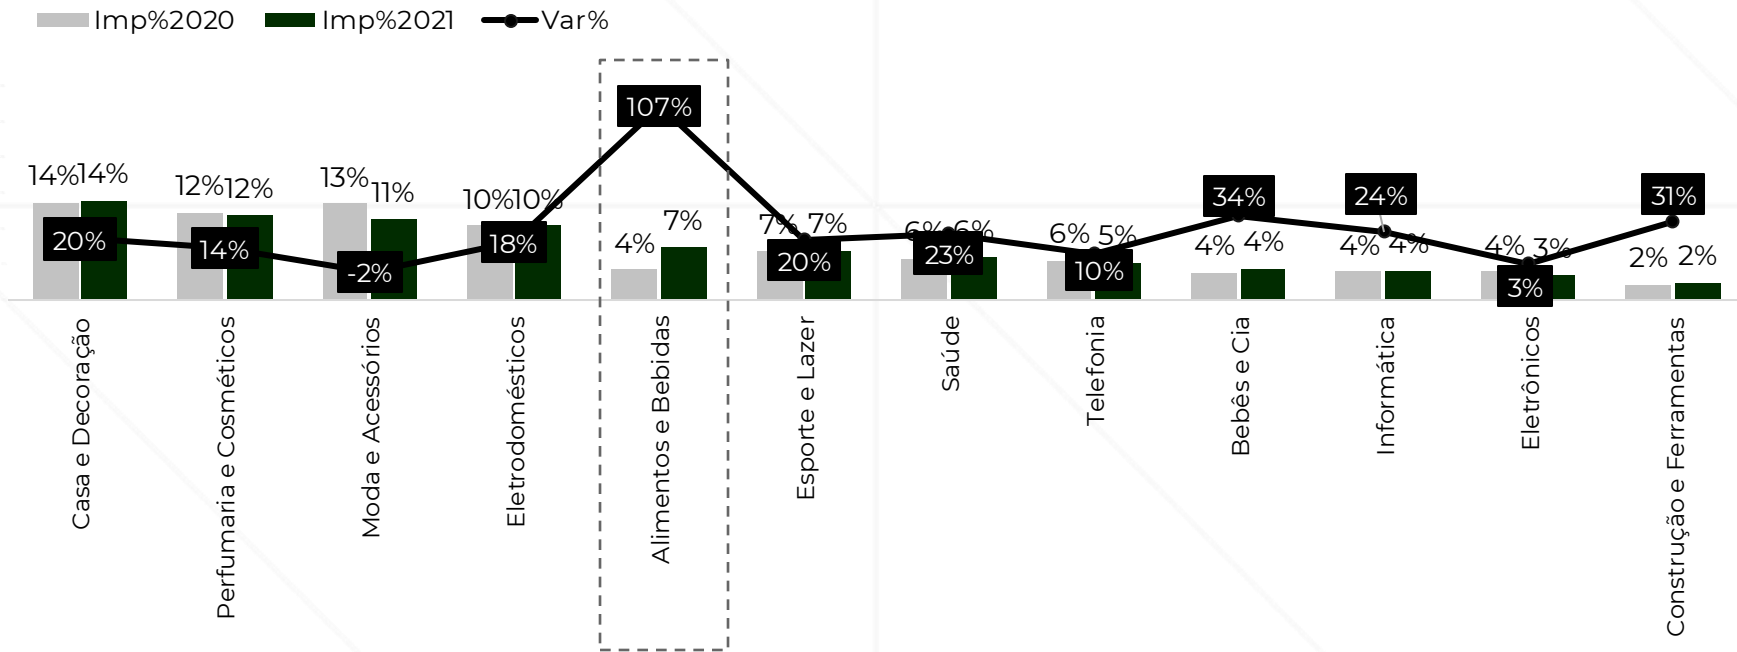 Imp%2020 Imp%2021 Var%
107%
14% 14% 12% 12% 13% 11% 10% 10% 4% 7% 7% 7% 6% 6% 6% 5% 4% 4% 4% 4% 4% 3% 2% 2%
20% 14% -2% 18% 20% 23% 10% 34% 24% 3% 31%
Casa e Decoração
Perfumaria e Cosméticos
Moda e Acessórios
Eletrodomésticos
Alimentos e Bebidas
Esporte e Lazer
Saúde
Telefonia
Bebês e Cia
Informática
Eletrônicos
Construção e Ferramentas